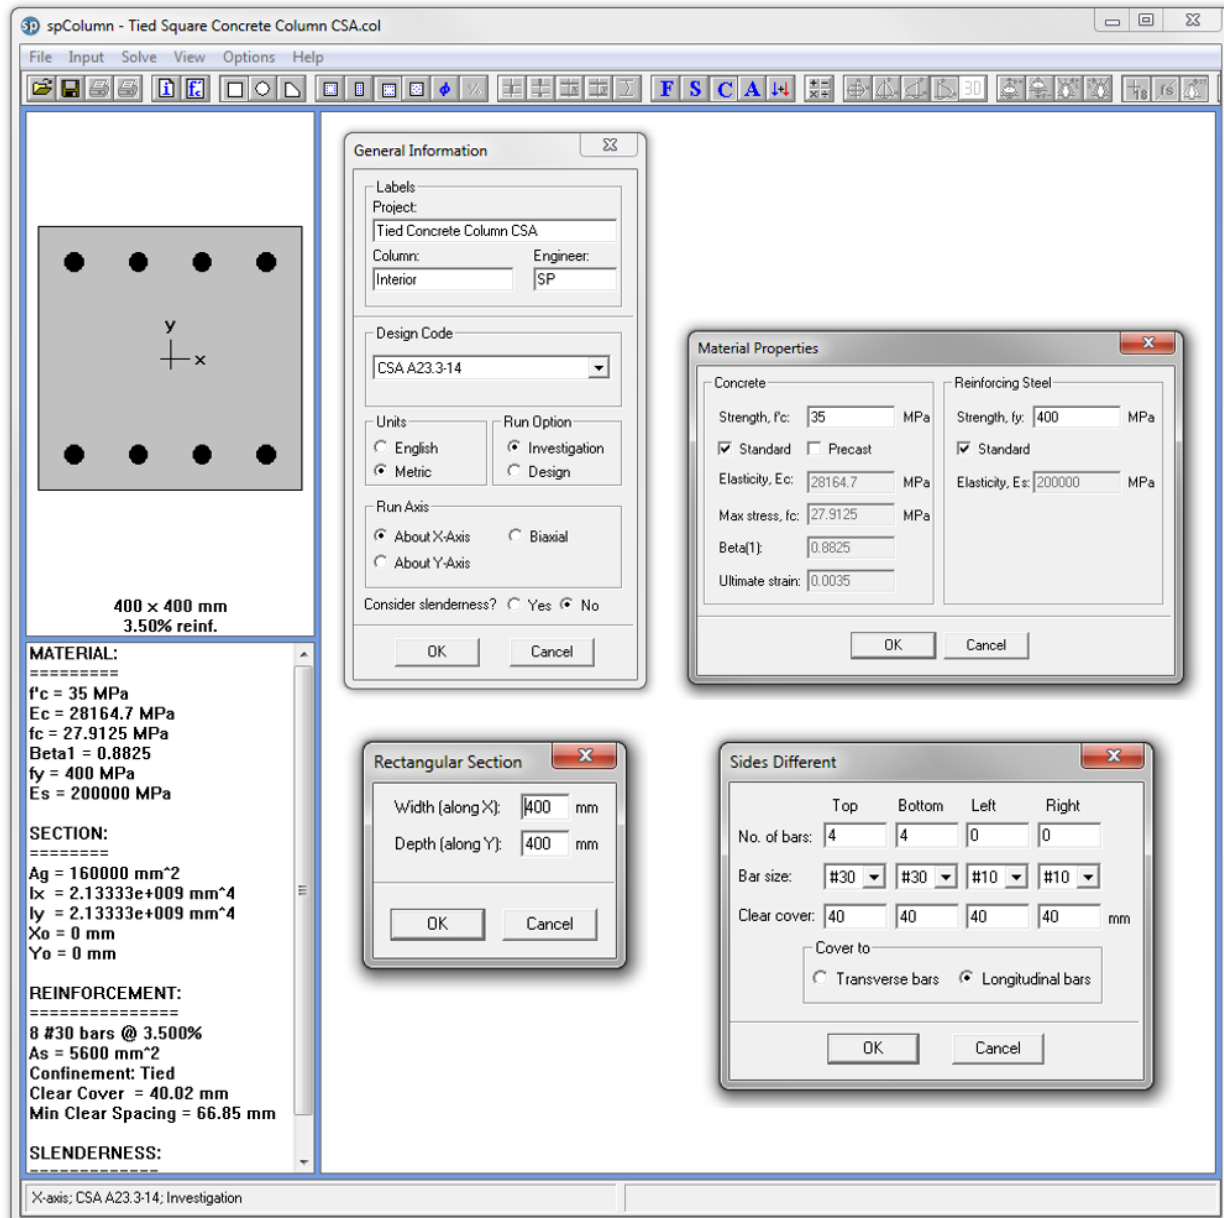 spColumn - Tied Square Concrete Column CSA.col
File Input Solve View Options Help
F S C A
y
x
400 x 400 mm
3.50% reinf.
MATERIAL:
=========
f'c = 35 MPa
Ec = 28164.7 MPa
fc = 27.9125 MPa
Beta1 = 0.8825
fy = 400 MPa
Es = 200000 MPa
SECTION:
========
Ag = 160000 mm^2
Ix = 2.13333e+009 mm^4
Iy = 2.13333e+009 mm^4
Xo = 0 mm
Yo = 0 mm
REINFORCEMENT:
===============
8 #30 bars @ 3.500%
As = 5600 mm^2
Confinement: Tied
Clear Cover = 40.02 mm
Min Clear Spacing = 66.85 mm
SLENDERNESS:
General Information
Labels
Project:
Tied Concrete Column CSA
Column: Engineer:
Interior SP
Design Code
CSA A23.3-14
Units Run Option
English Investigation
Metric Design
Run Axis
About X-Axis Biaxial
About Y-Axis
Consider slenderness? Yes No
OK Cancel
Material Properties
Concrete Reinforcing Steel
Strength, f'c: 35 MPa Strength, fy: 400 MPa
Standard Precast Standard
Elasticity, Ec: 28164.7 MPa Elasticity, Es: 200000 MPa
Max stress, fc: 27.9125 MPa
Beta(1): 0.8825
Ultimate strain: 0.0035
OK Cancel
Rectangular Section
Width (along X): 400 mm
Depth (along Y): 400 mm
OK Cancel
Sides Different
Top Bottom Left Right
No. of bars: 4 4 0 0
Bar size: #30 #30 #10 #10
Clear cover: 40 40 40 40 mm
Cover to
Transverse bars Longitudinal bars
OK Cancel
X-axis; CSA A23.3-14; Investigation